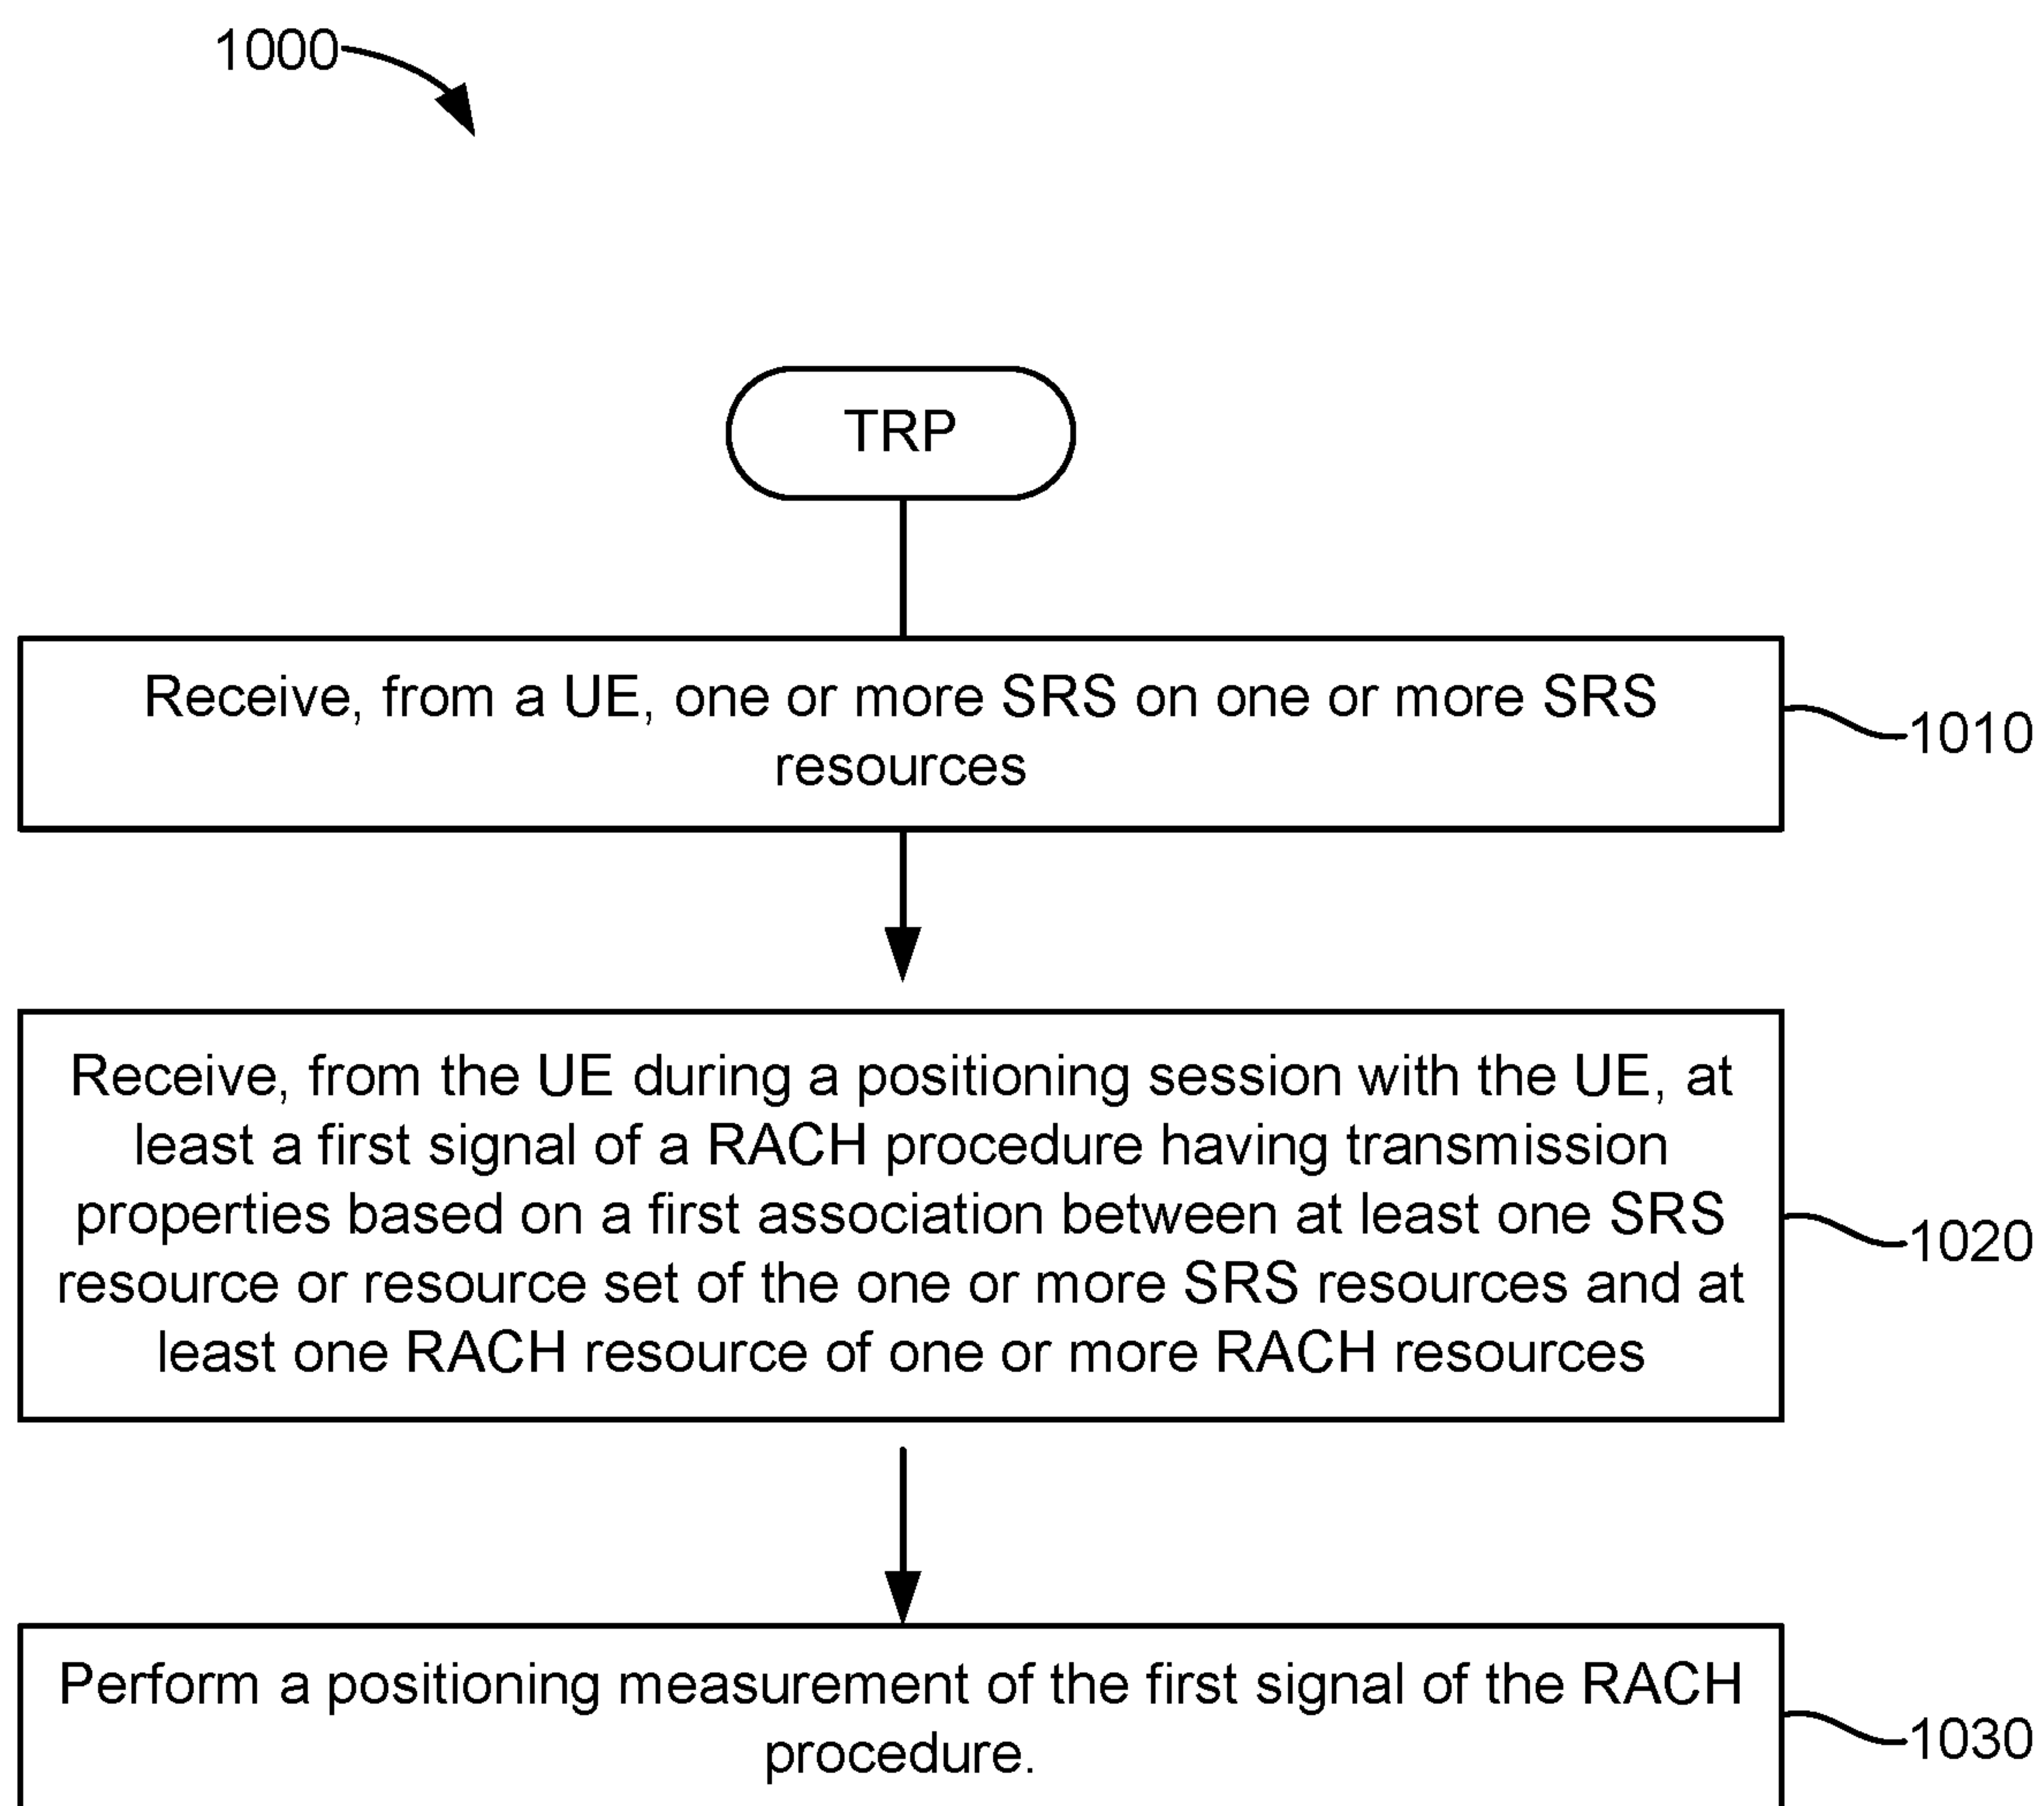 1000
TRP
Receive, from a UE, one or more SRS on one or more SRS
resources
1010
Receive, from the UE during a positioning session with the UE, at
least a first signal of a RACH procedure having transmission
properties based on a first association between at least one SRS
resource or resource set of the one or more SRS resources and at
least one RACH resource of one or more RACH resources
1020
Perform a positioning measurement of the first signal of the RACH
procedure.
1030